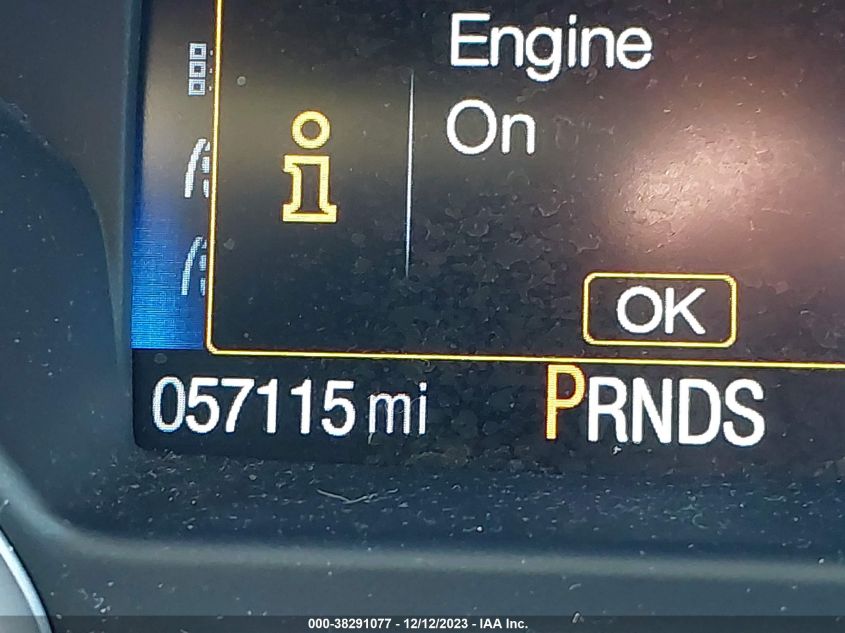 Engine
On
OK
057115 mi PRNDS
000-38291077 - 12/12/2023 - IAA Inc.